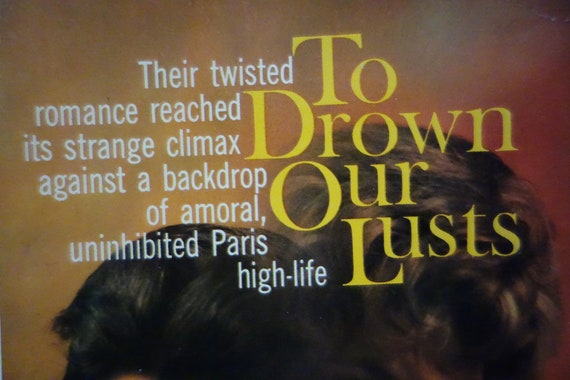 Their twisted
romance reached
its strange climax
against a backdrop
of amoral,
uninhibited Paris
high-life
To
Drown
Our
Lusts